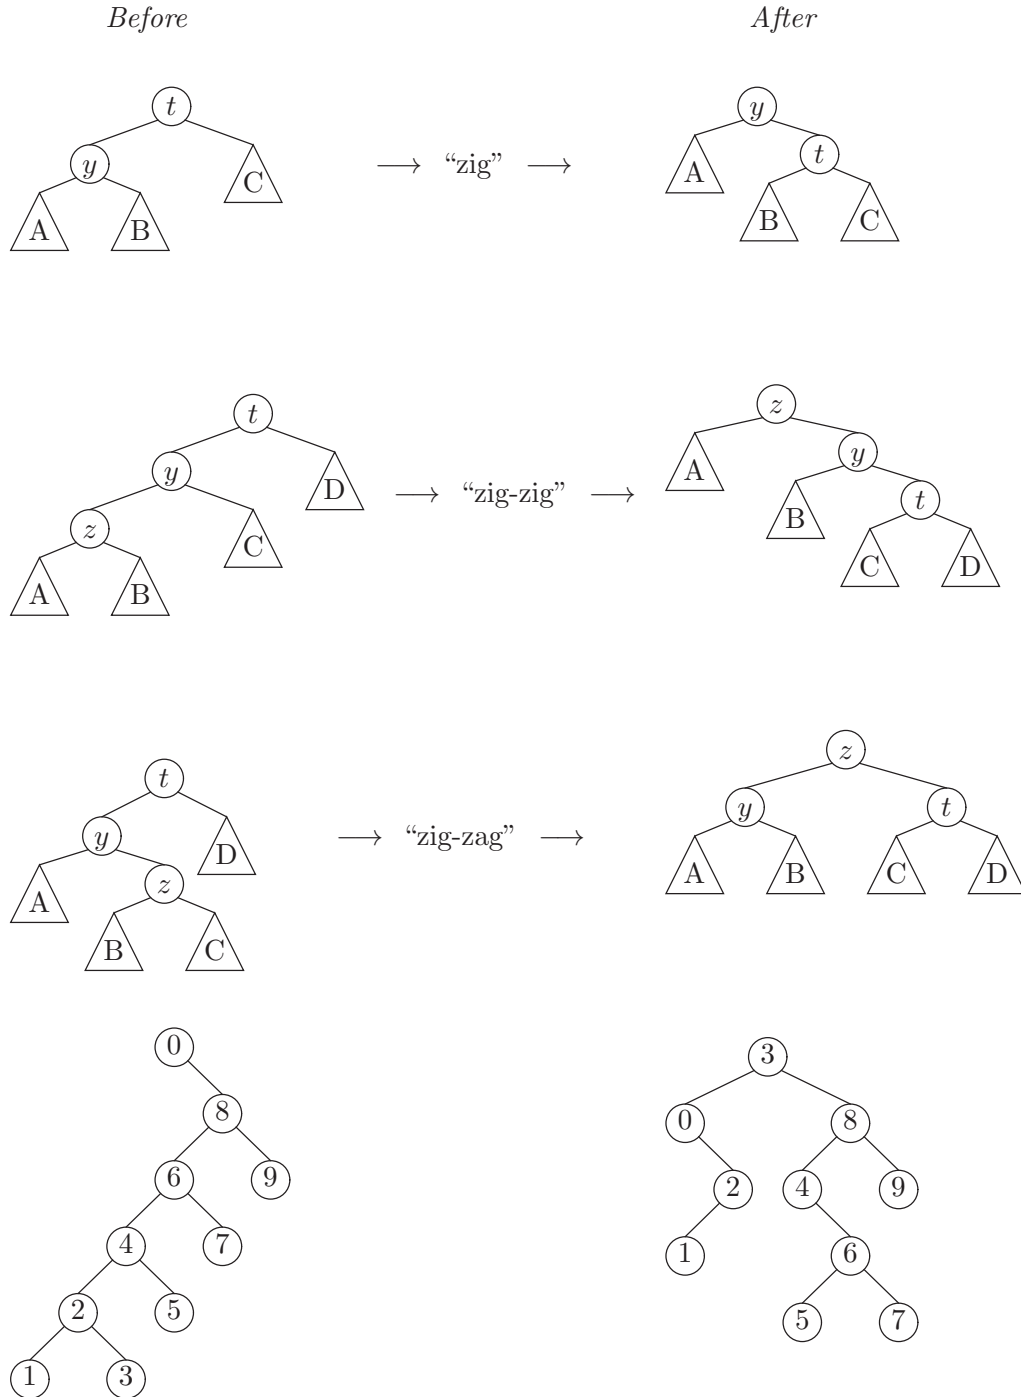 Before After
t y
y C → “zig” → A t
A B B C
t z
y D → “zig-zig” → A y
z C B t
A B C D
t z
y D → “zig-zag” → y t
A z A B C D
B C
0 3
8 0 8
6 9 2 4 9
4 7 1 6
2 5 5 7
1 3